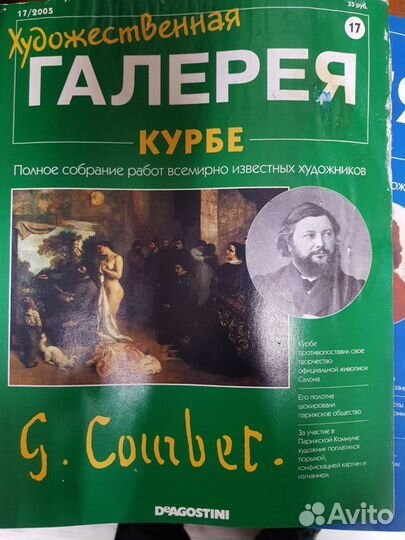 17/2005
35 руб.
Художественная
17
ГАЛЕРЕЯ
КУРБЕ
Полное собрание работ всемирно известных художников
Курбе
противопоставил свое
творчество
официальной живописи
Салона
Его полотна
шокировали
парижское общество
За участие в
Парижской Коммуне
художник поплатился
тюрьмой,
конфискацией картин и
изгнанием
G. Courbet.
DeAGOSTINI
Avito